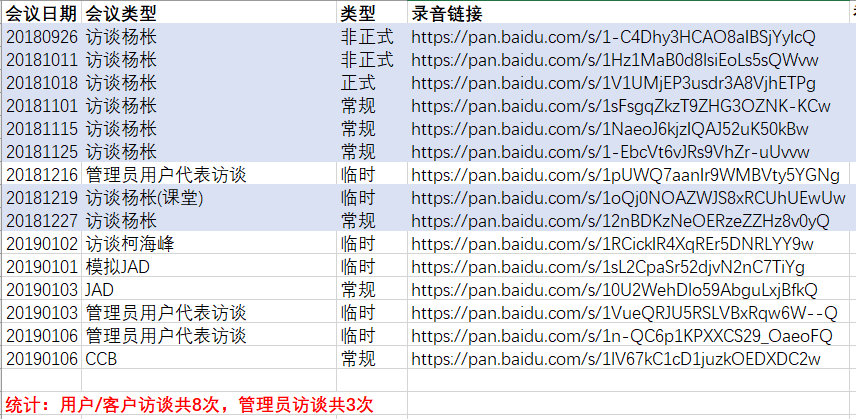 会议日期 会议类型 类型 录音链接
20180926 访谈杨枨 非正式 https://pan.baidu.com/s/1-C4Dhy3HCAO8alBSjYylcQ
20181011 访谈杨枨 非正式 https://pan.baidu.com/s/1Hz1MaB0d8lsiEoLs5sQWvw
20181018 访谈杨枨 正式 https://pan.baidu.com/s/1V1UMjEP3usdr3A8VjhETPg
20181101 访谈杨枨 常规 https://pan.baidu.com/s/1sFsgqZkzT9ZHG3OZNK-KCw
20181115 访谈杨枨 常规 https://pan.baidu.com/s/1NaeoJ6kjzIQAJ52uK50kBw
20181125 访谈杨枨 常规 https://pan.baidu.com/s/1-EbcVt6vJRs9VhZr-uUvvw
20181216 管理员用户代表访谈 临时 https://pan.baidu.com/s/1pUWQ7aanIr9WMBVty5YGNg
20181219 访谈杨枨(课堂) 临时 https://pan.baidu.com/s/1oQj0NOAZWJS8xRCUhUEwUw
20181227 访谈杨枨 常规 https://pan.baidu.com/s/12nBDKzNeOERzeZZHz8v0yQ
20190102 访谈柯海峰 临时 https://pan.baidu.com/s/1RCickIR4XqREr5DNRLYY9w
20190101 模拟JAD 临时 https://pan.baidu.com/s/1sL2CpaSr52djvN2nC7TiYg
20190103 JAD 常规 https://pan.baidu.com/s/10U2WehDIo59AbguLxjBfkQ
20190103 管理员用户代表访谈 临时 https://pan.baidu.com/s/1VueQRJU5RSLVBxRqw6W--Q
20190106 管理员用户代表访谈 临时 https://pan.baidu.com/s/1n-QC6p1KPXXCS29_OaeoFQ
20190106 CCB 常规 https://pan.baidu.com/s/1lV67kC1cD1juzkOEDXDC2w
统计：用户/客户访谈共8次，管理员访谈共3次